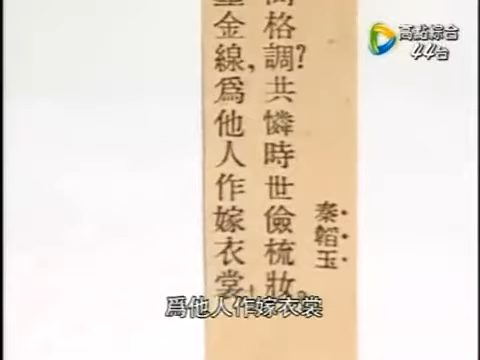 高點綜合
44台
秦韜玉
格調？共憐時世儉梳妝。
金線，爲他人作嫁衣裳！
爲他人作嫁衣裳